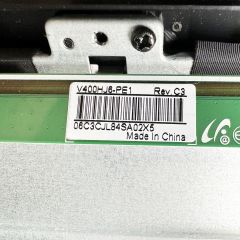 V400HJ6-PE1 Rev. C3
06C3CJL84SA02X5
Made In China